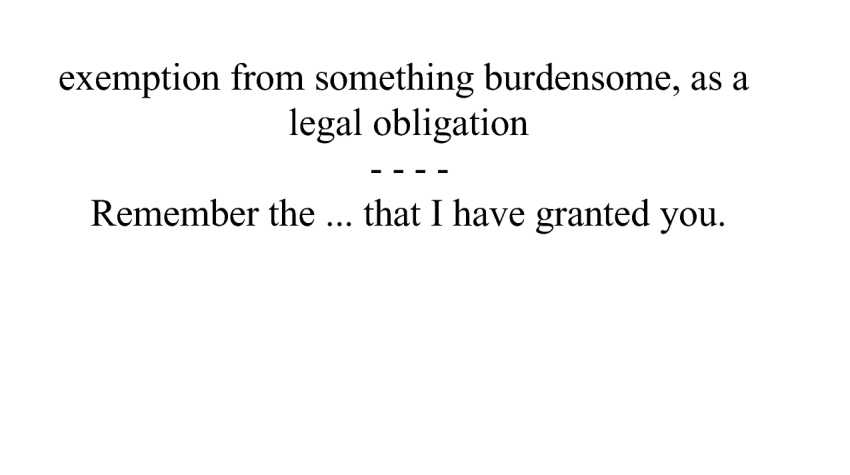 exemption from something burdensome, as a
legal obligation
- - - -
Remember the ... that I have granted you.